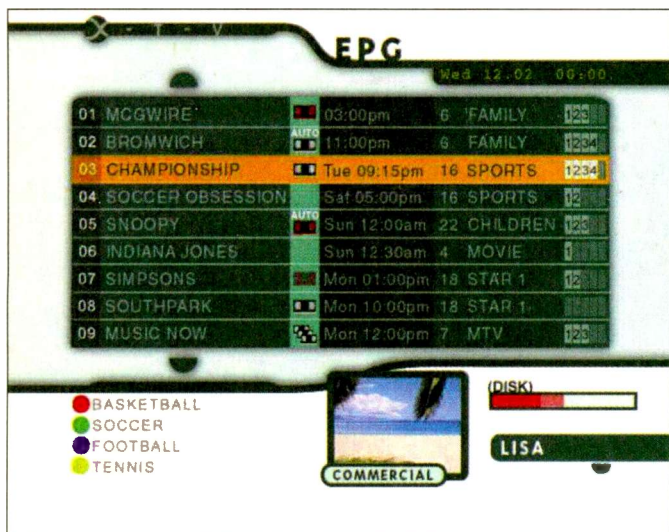 X - T - V
EPG
Wed 12.02 00:00
01 MCGWIRE 03:00pm 6 FAMILY 123
02 BROMWICH AUTO 11:00pm 6 FAMILY 1234
03 CHAMPIONSHIP Tue 09:15pm 16 SPORTS 1234
04 SOCCER OBSESSION Sat 05:00pm 16 SPORTS 12
05 SNOOPY AUTO Sun 12:00am 22 CHILDREN 123
06 INDIANA JONES Sun 12.30am 4 MOVIE 1
07 SIMPSONS Mon 01:00pm 18 STAR 1 12
08 SOUTHPARK Mon 10:00pm 18 STAR 1
09 MUSIC NOW Mon 12:00pm 7 MTV 123
BASKETBALL
SOCCER
FOOTBALL
TENNIS
COMMERCIAL
(DISK)
LISA